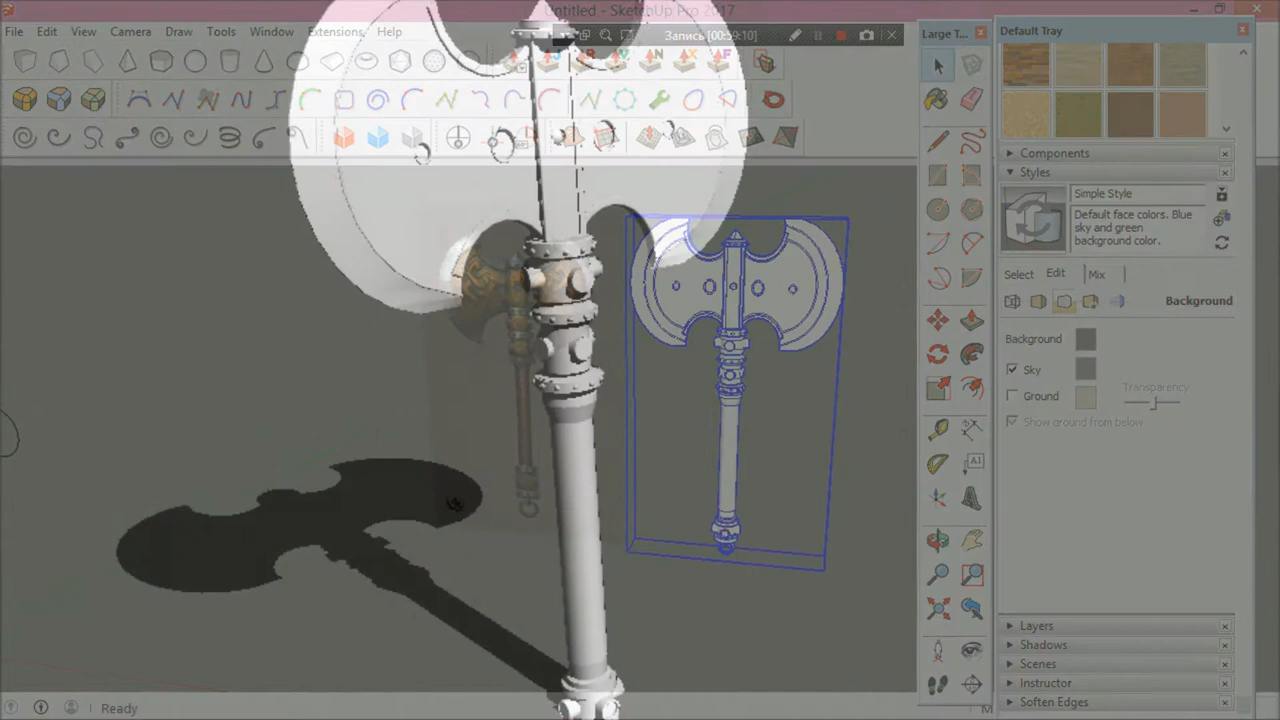 Untitled - SketchUp Pro 2017
File Edit View Camera Draw Tools Window Extensions Help
Запись [00:59:10]
Large T...
Default Tray
Components
Styles
Simple Style
Default face colors. Blue
sky and green
background color.
Select Edit Mix
Background
Background
Sky
Ground
Transparency
Show ground from below
Layers
Shadows
Scenes
Instructor
Soften Edges
Ready